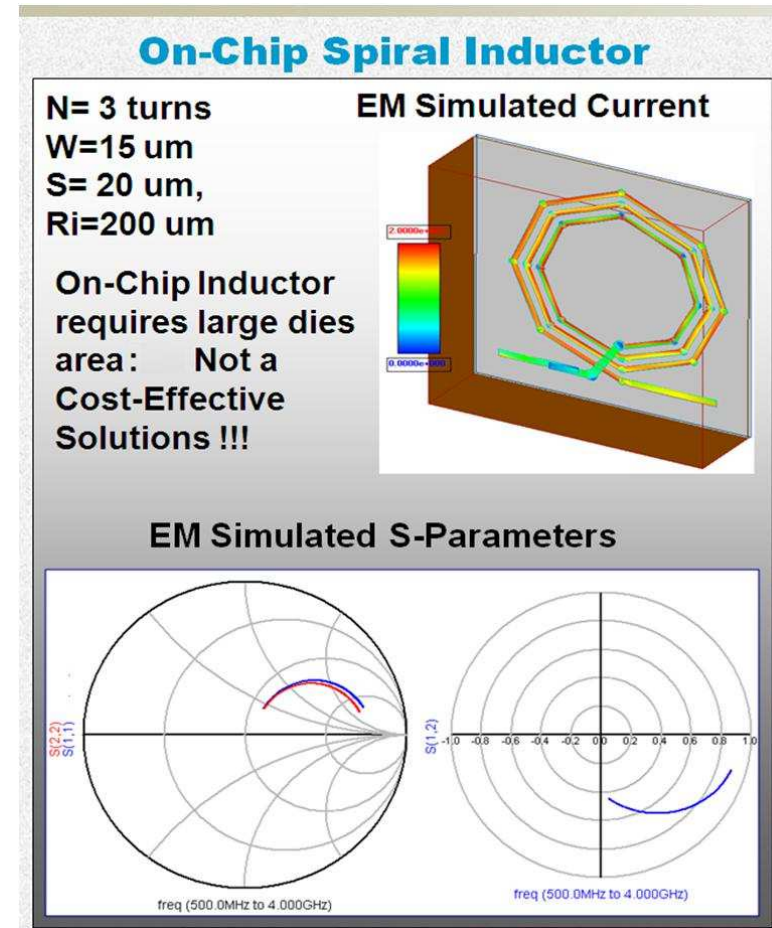 On-Chip Spiral Inductor
N= 3 turns
W=15 um
S= 20 um,
Ri=200 um
On-Chip Inductor
requires large dies
area: Not a
Cost-Effective
Solutions !!!
EM Simulated Current
0.0000e+000
EM Simulated S-Parameters
S(2,2)
S(1,1)
freq (500.0MHz to 4.000GHz)
S(1,2)
-1.0 -0.8 -0.6 -0.4 -0.2 0.0 0.2 0.4 0.6 0.8 1.0
freq (500.0MHz to 4.000GHz)